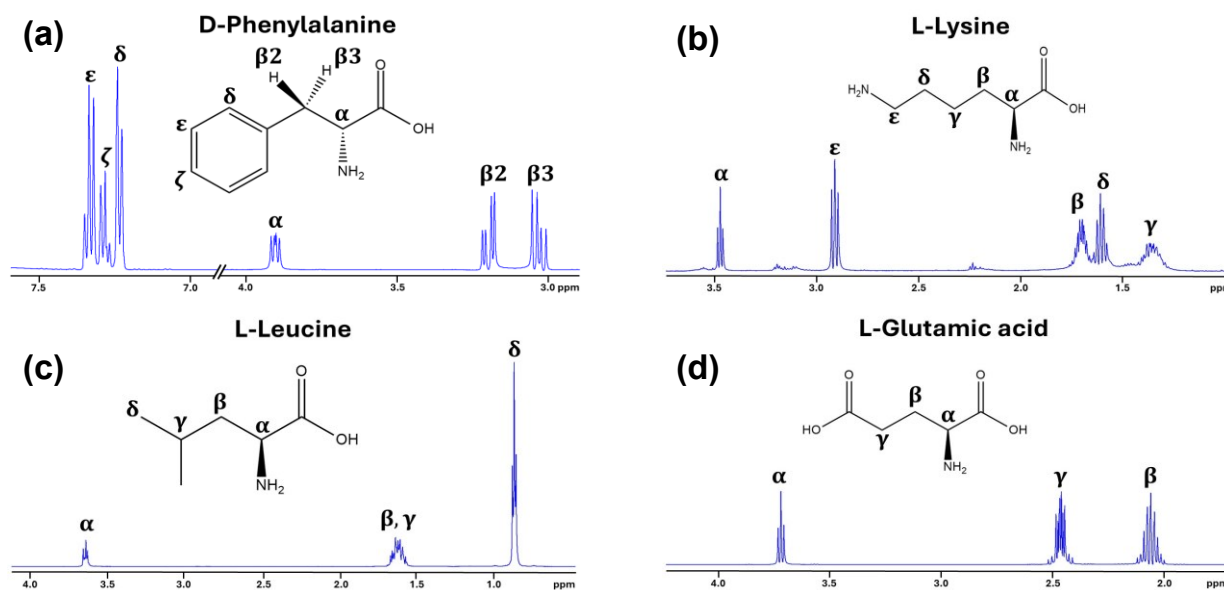 (a)
D-Phenylalanine
β2 β3
H H
O
OH
NH₂
α
δ
ε
ζ
ε
δ
ζ
α
β2
β3
7.5 7.0 4.0 3.5 3.0 ppm
(b)
L-Lysine
δ β O
H₂N
ε γ α OH
NH₂
α
ε
β
δ
γ
3.5 3.0 2.5 2.0 1.5 ppm
(c)
L-Leucine
β O
δ γ α OH
NH₂
α
β, γ
δ
4.0 3.5 3.0 2.5 2.0 1.5 1.0 ppm
(d)
L-Glutamic acid
O β O
HO γ α OH
NH₂
α
γ
β
4.0 3.5 3.0 2.5 2.0 ppm